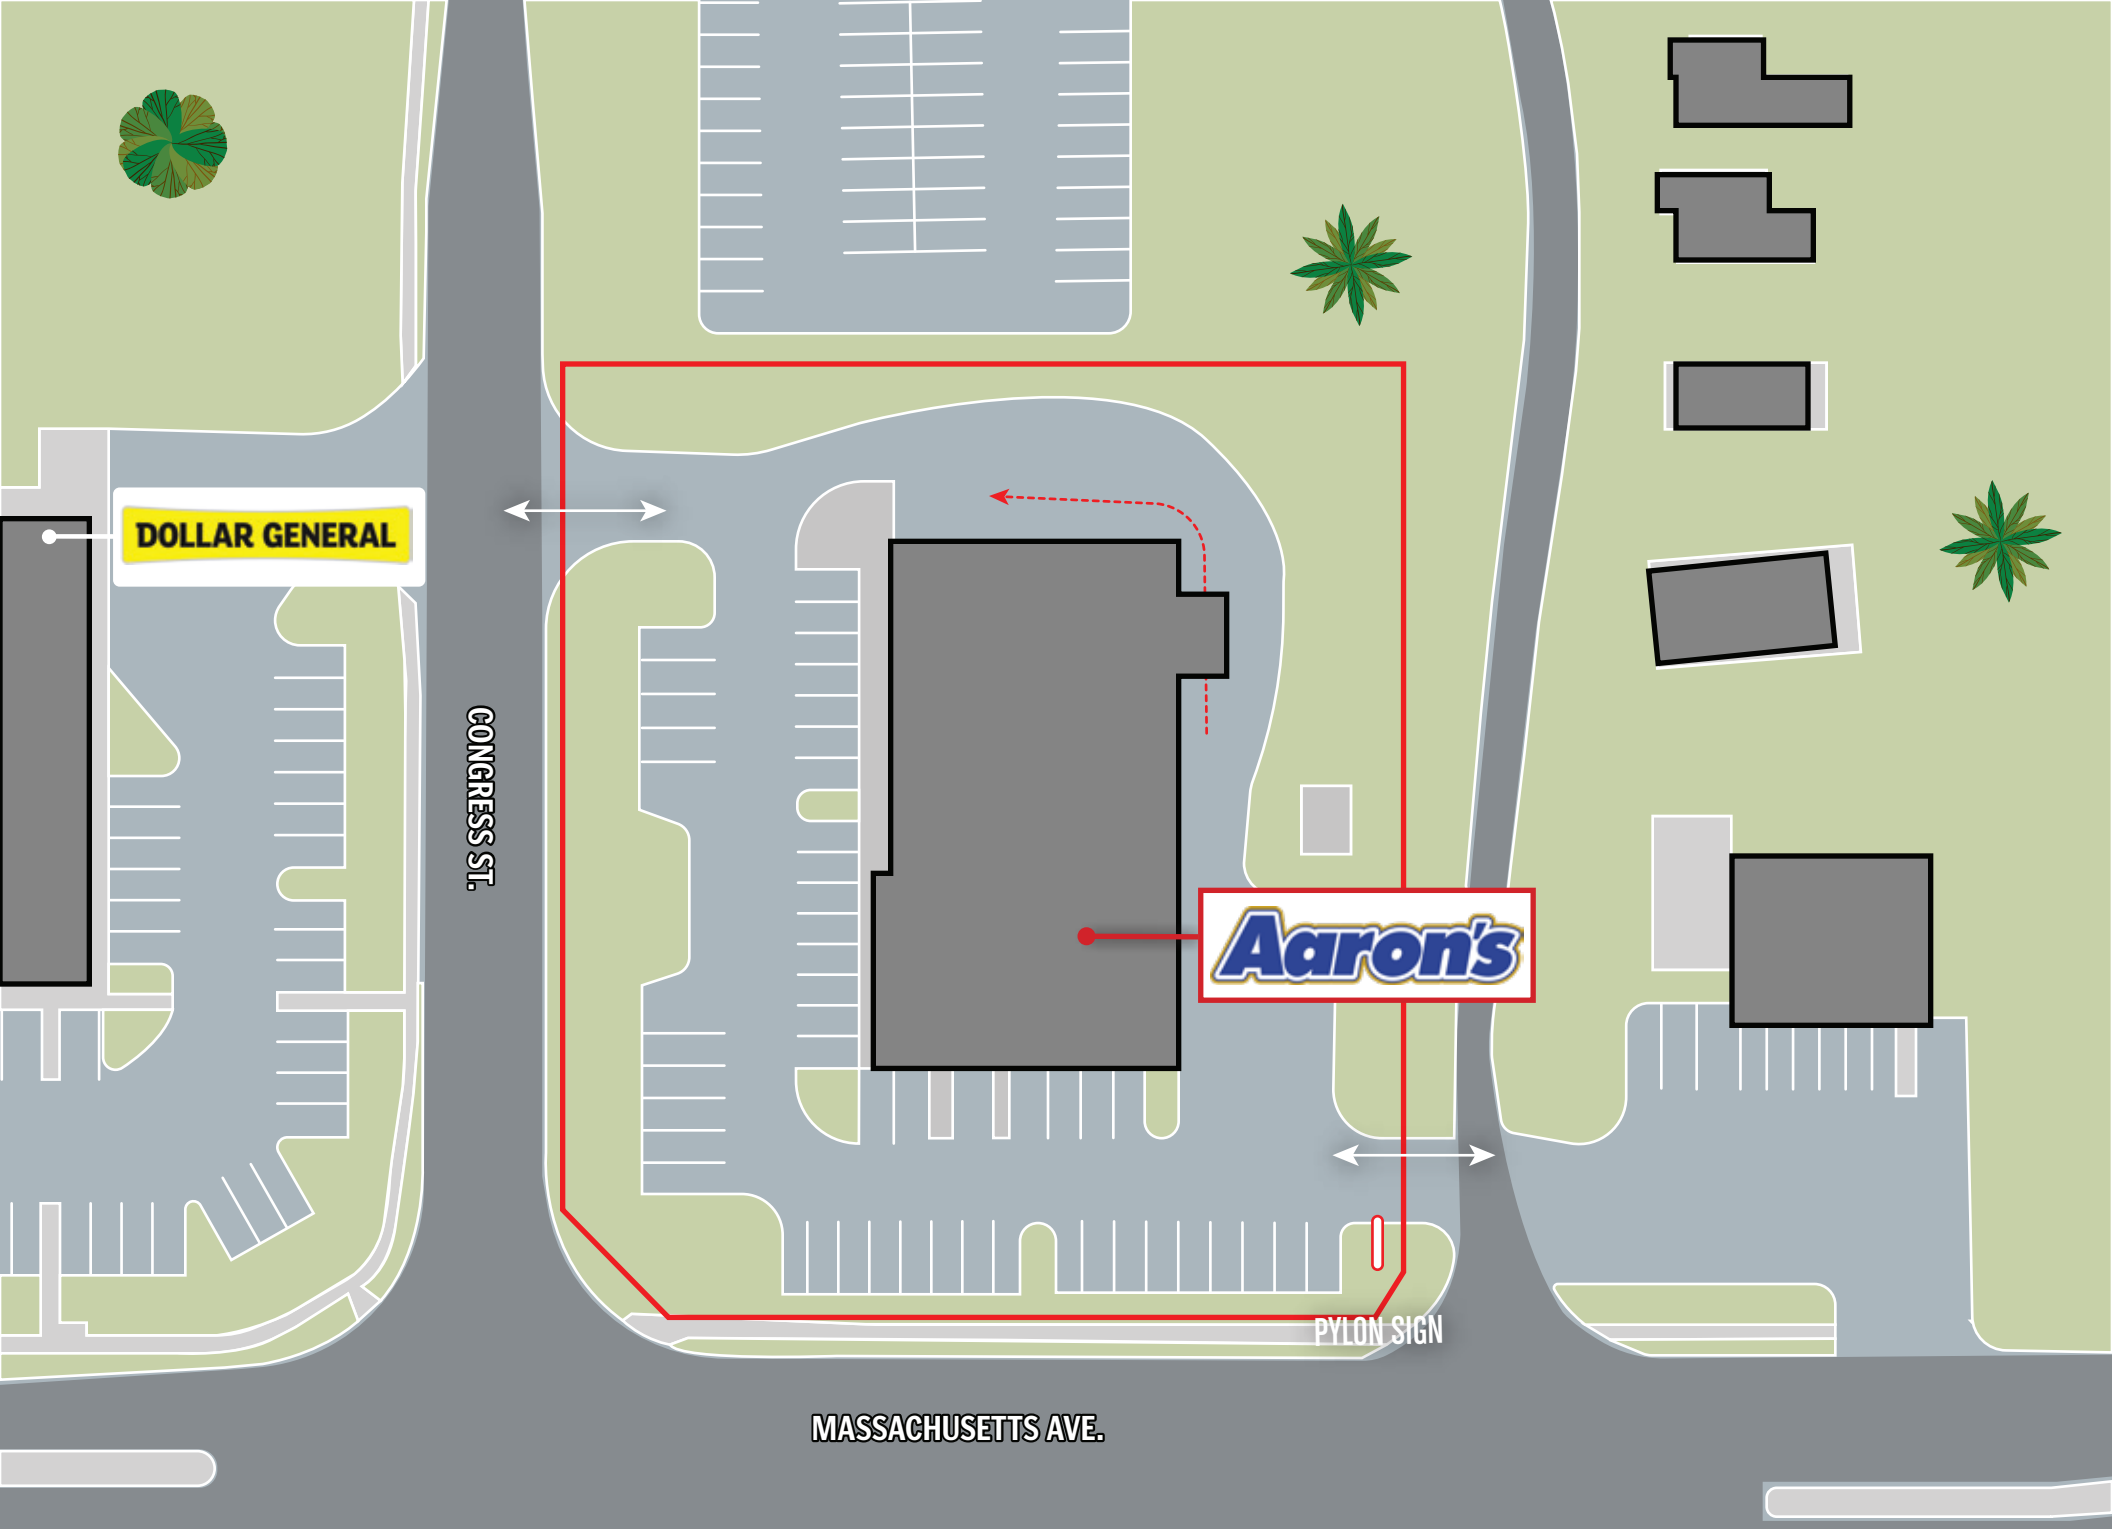 DOLLAR GENERAL
CONGRESS ST.
Aaron's
PYLON SIGN
MASSACHUSETTS AVE.